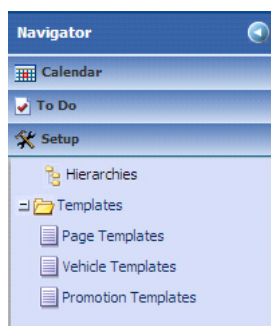 Navigator
Calendar
To Do
Setup
Hierarchies
Templates
Page Templates
Vehicle Templates
Promotion Templates